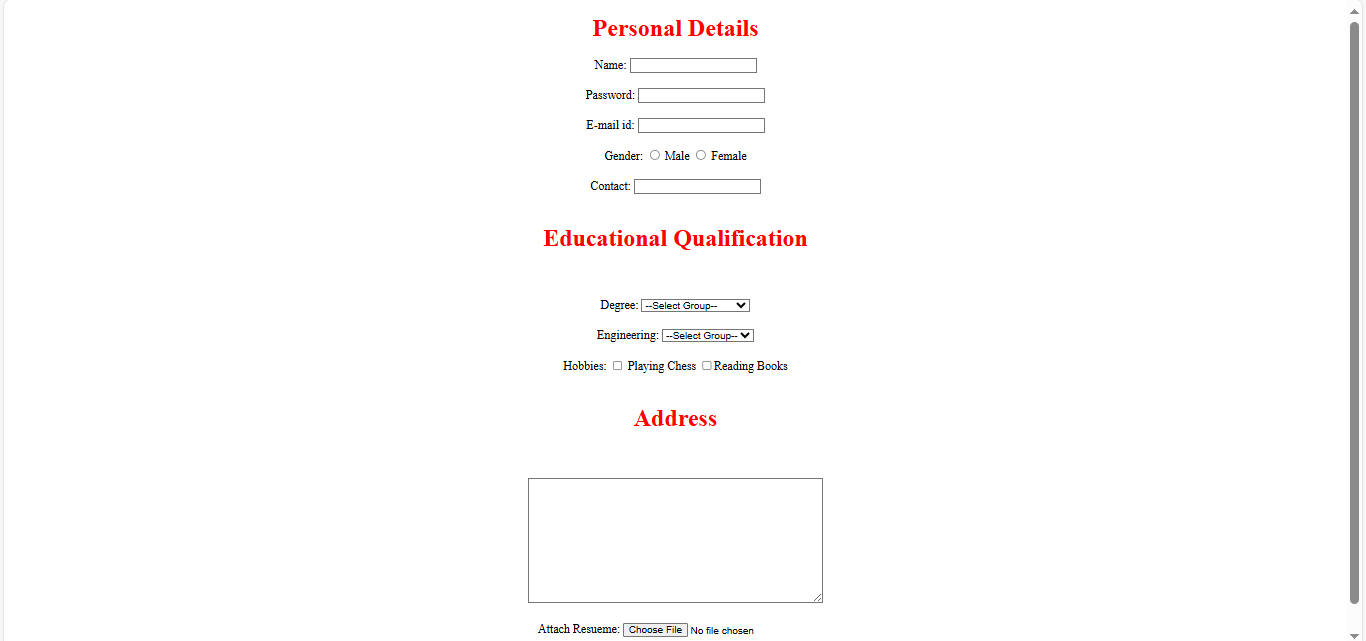 Personal Details
Name:
Password:
E-mail id:
Gender: Male Female
Contact:
Educational Qualification
Degree: --Select Group--
Engineering: --Select Group--
Hobbies: Playing Chess Reading Books
Address
Attach Resueme: Choose File No file chosen